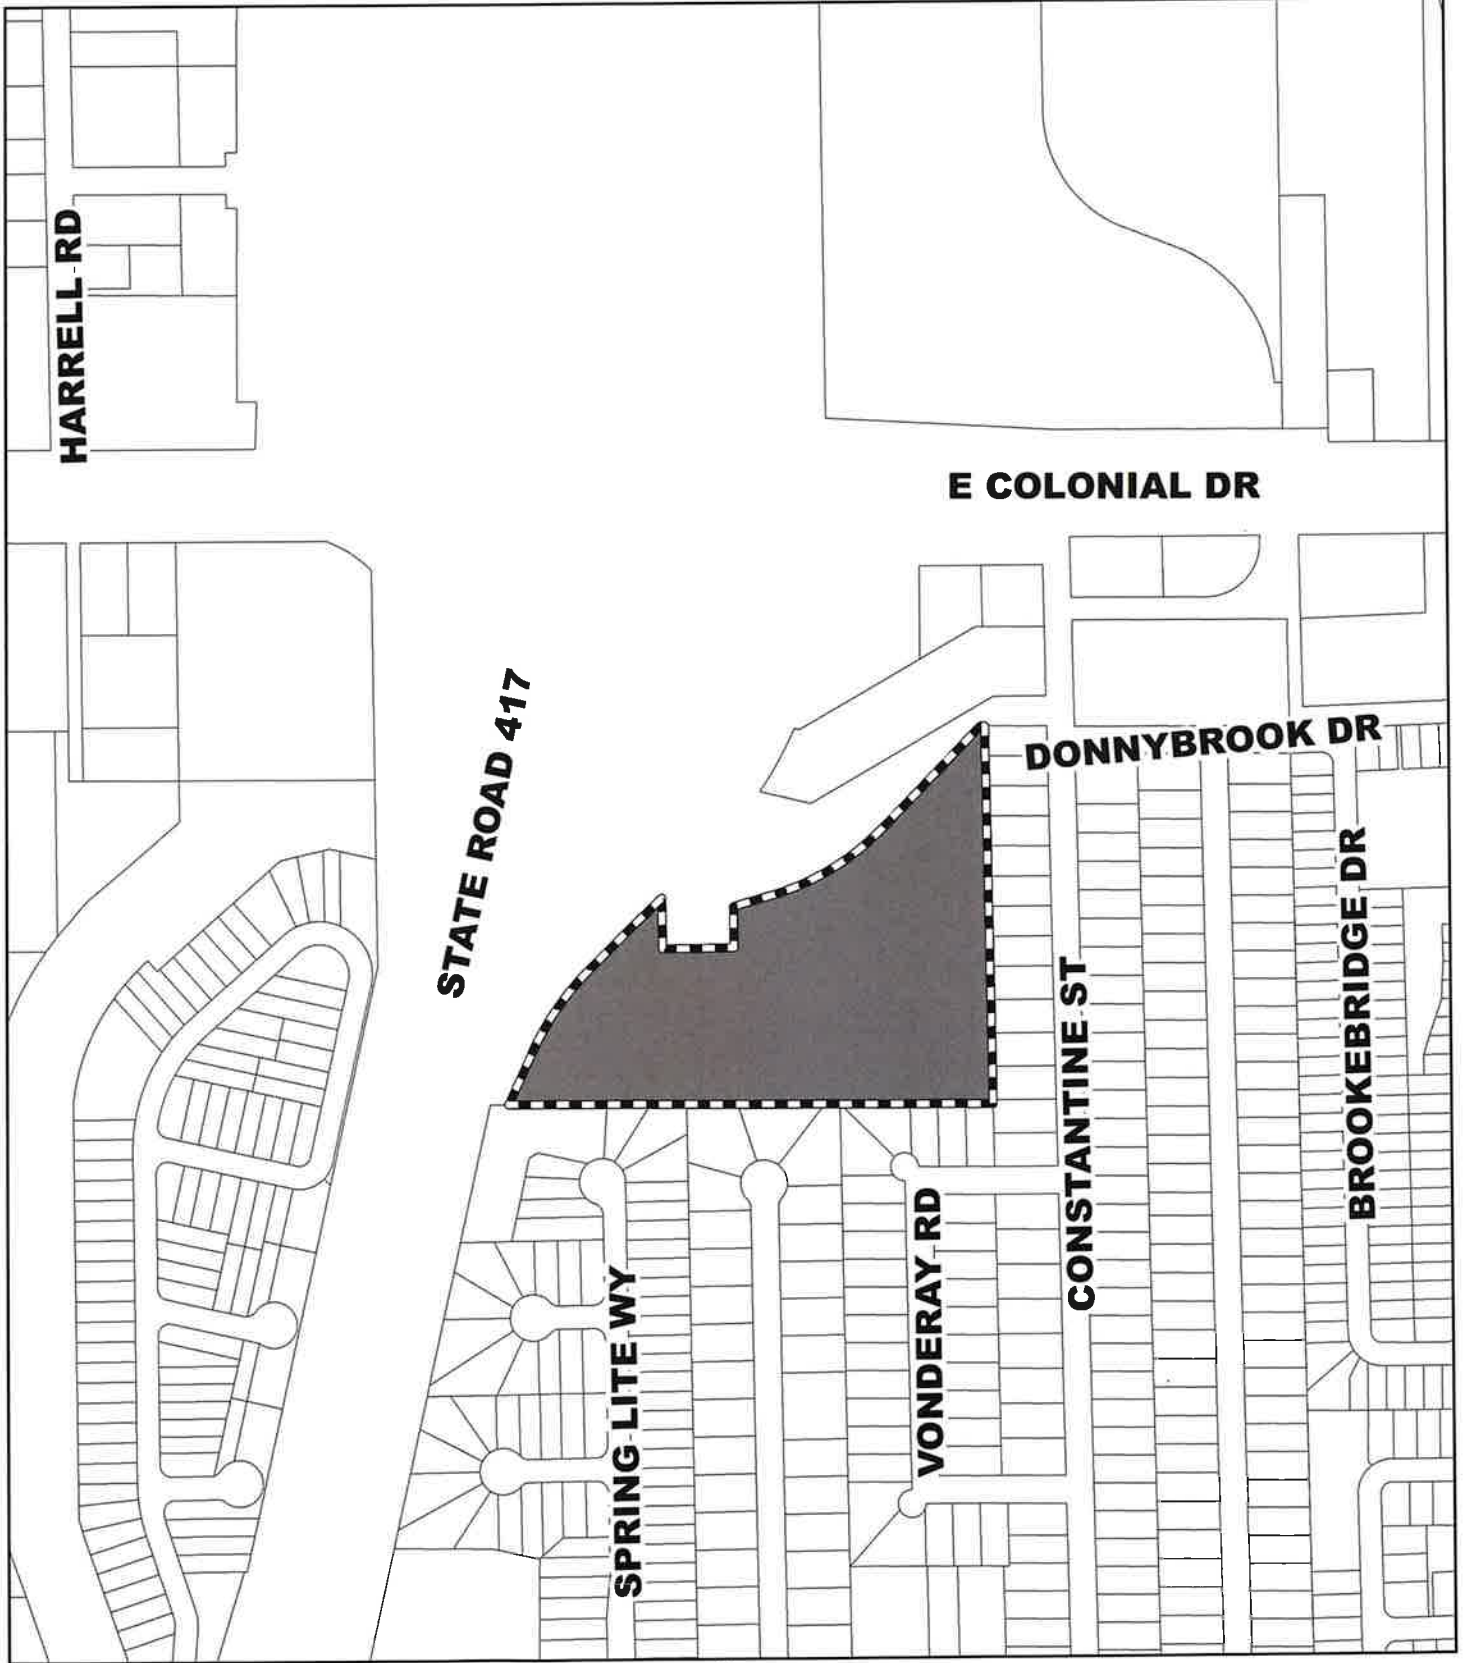 HARRELL RD
E COLONIAL DR
STATE ROAD 417
DONNYBROOK DR
BROOKEBRIDGE DR
CONSTANTINE ST
VONDERAY RD
SPRING LITE WY